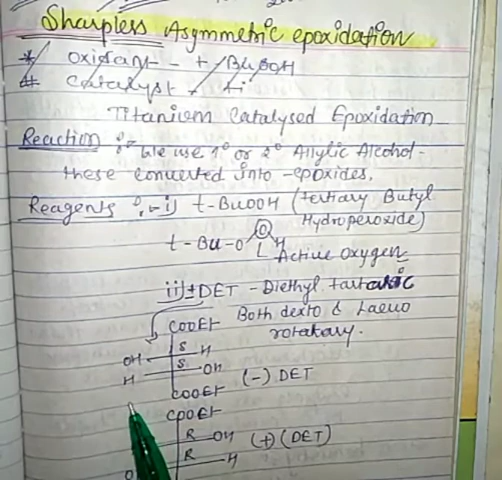 Sharpless Asymmetric epoxidation
* Oxidant - t/BuOOH
# Catalyst - Ti
Titanium Catalysed Epoxidation
Reaction :- We use 1° or 2° Allylic Alcohol-
these converted into -epoxides.
Reagents :- i) t-BuOOH (tertiary Butyl
Hydroperoxide)
t-Bu-O O H
Active Oxygen
ii) ± DET - Diethyl tartaric
COOEt Both dexto & Laevo
rotatory.
OH S H
H S OH
COOEt (-) DET
COOEt
R OH (+) (DET)
R H